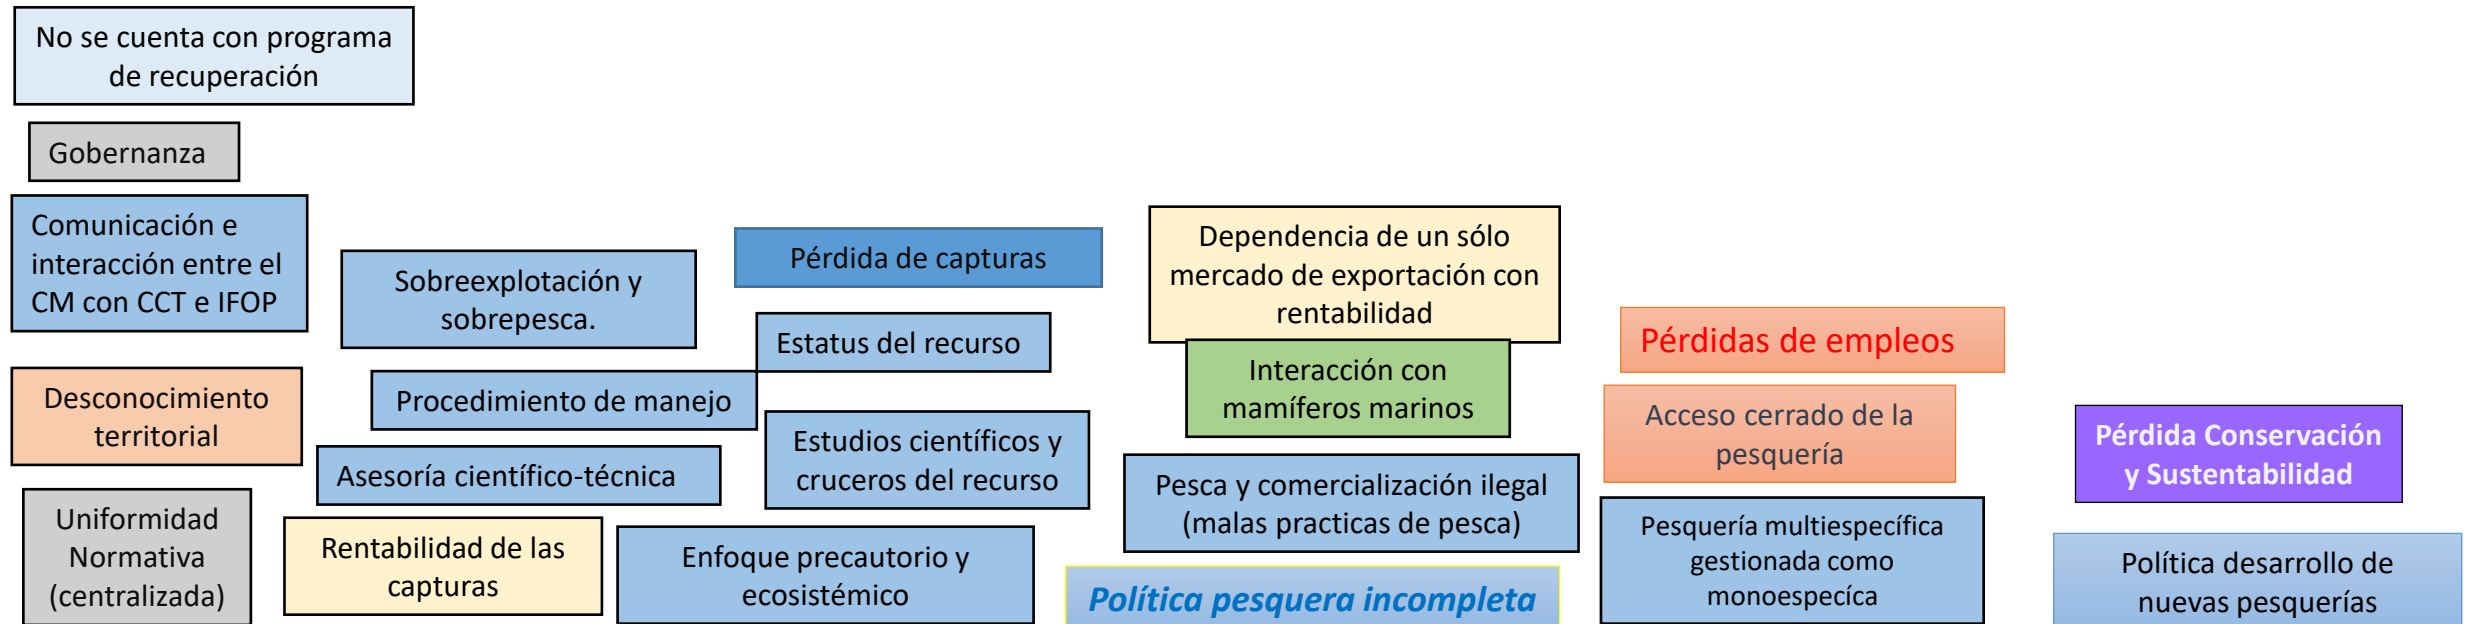 No se cuenta con programa
de recuperación
Gobernanza
Comunicación e
interacción entre el
CM con CCT e IFOP
Desconocimiento
territorial
Uniformidad
Normativa
(centralizada)
Sobreexplotación y
sobrepesca.
Procedimiento de manejo
Asesoría científico-técnica
Rentabilidad de las
capturas
Pérdida de capturas
Estatus del recurso
Estudios científicos y
cruceros del recurso
Enfoque precautorio y
ecosistémico
Dependencia de un sólo
mercado de exportación con
rentabilidad
Interacción con
mamíferos marinos
Pesca y comercialización ilegal
(malas practicas de pesca)
Política pesquera incompleta
Pérdidas de empleos
Acceso cerrado de la
pesquería
Pesquería multiespecífica
gestionada como
monoespecíca
Pérdida Conservación
y Sustentabilidad
Política desarrollo de
nuevas pesquerías